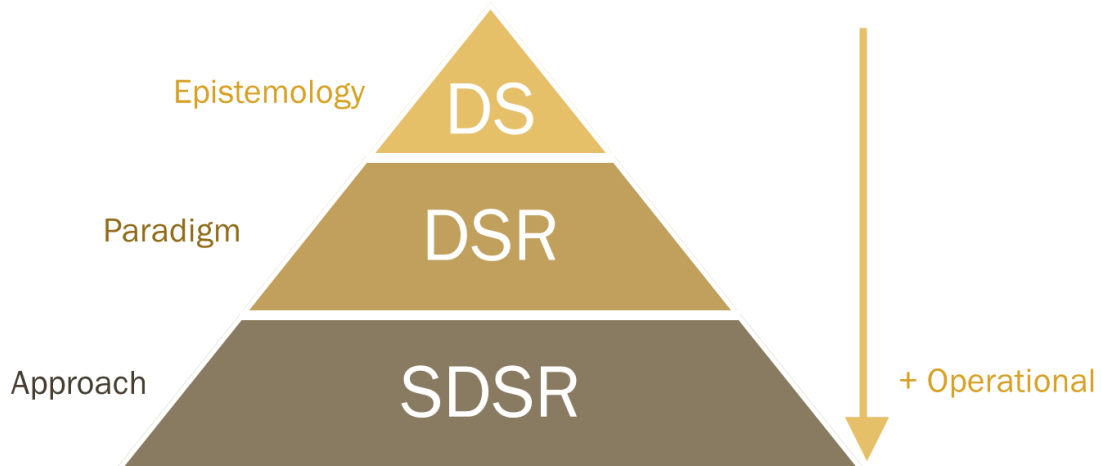 Epistemology
DS
Paradigm
DSR
Approach
SDSR
+ Operational